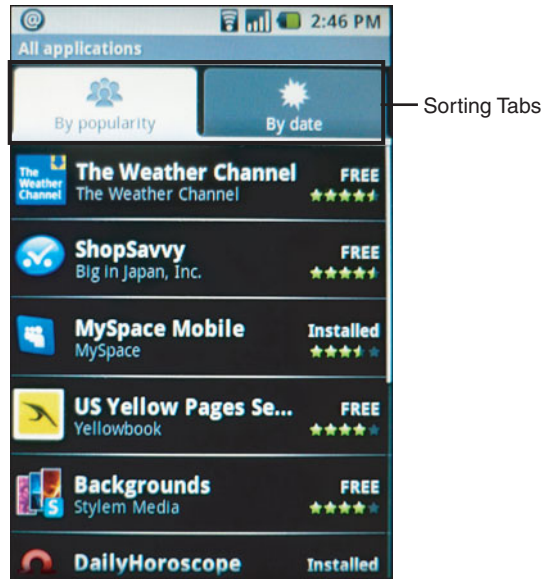 @ 2:46 PM
All applications
By popularity By date
Sorting Tabs
The Weather Channel
The Weather Channel FREE
The Weather Channel
ShopSavvy FREE
Big in Japan, Inc.
MySpace Mobile Installed
MySpace
US Yellow Pages Se... FREE
Yellowbook
Backgrounds FREE
S Stylem Media
DailyHoroscope Installed